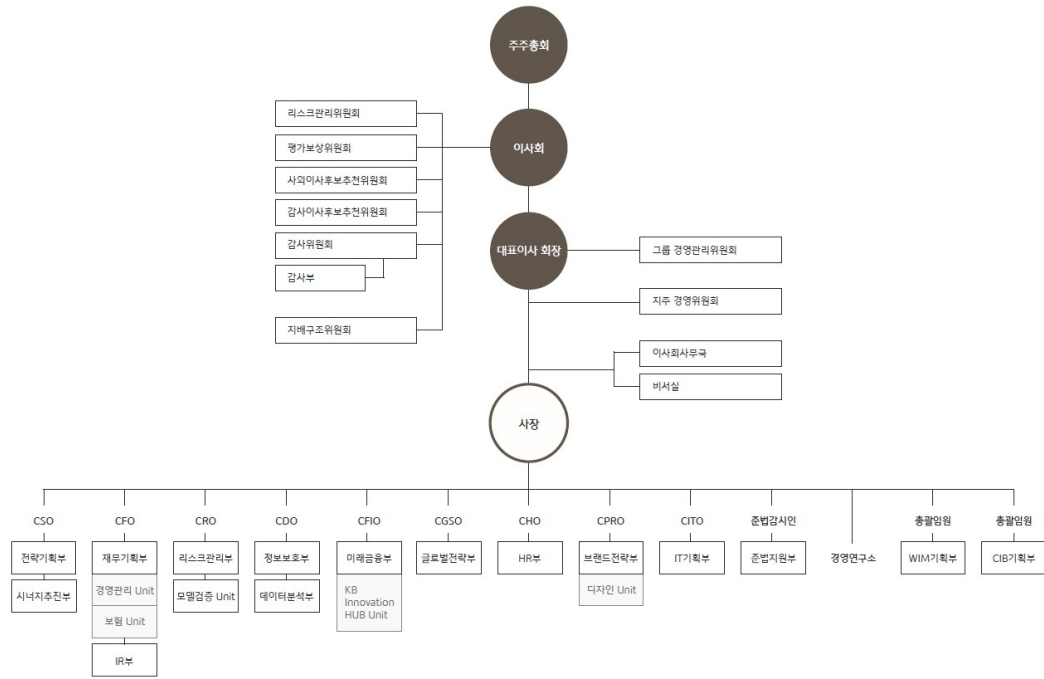 주주총회
리스크관리위원회
평가보상위원회
이사회
사외이사후보추천위원회
감사이사후보추천위원회
감사위원회
대표이사 회장
그룹 경영관리위원회
감사부
지주 경영위원회
지배구조위원회
이사회사무국
비서실
사장
CSO CFO CRO CDO CFIO CGSO CHO CPRO CITO 준법감시인 총괄임원 총괄임원
전략기획부 재무기획부 리스크관리부 정보보호부 미래금융부 글로벌전략부 HR부 브랜드전략부 IT기획부 준법지원부 경영연구소 WIM기획부 CIB기획부
시너지추진부 경영관리 Unit 모델검증 Unit 데이터분석부 KB 디자인 Unit
Innovation
HUB Unit
보험 Unit
IR부